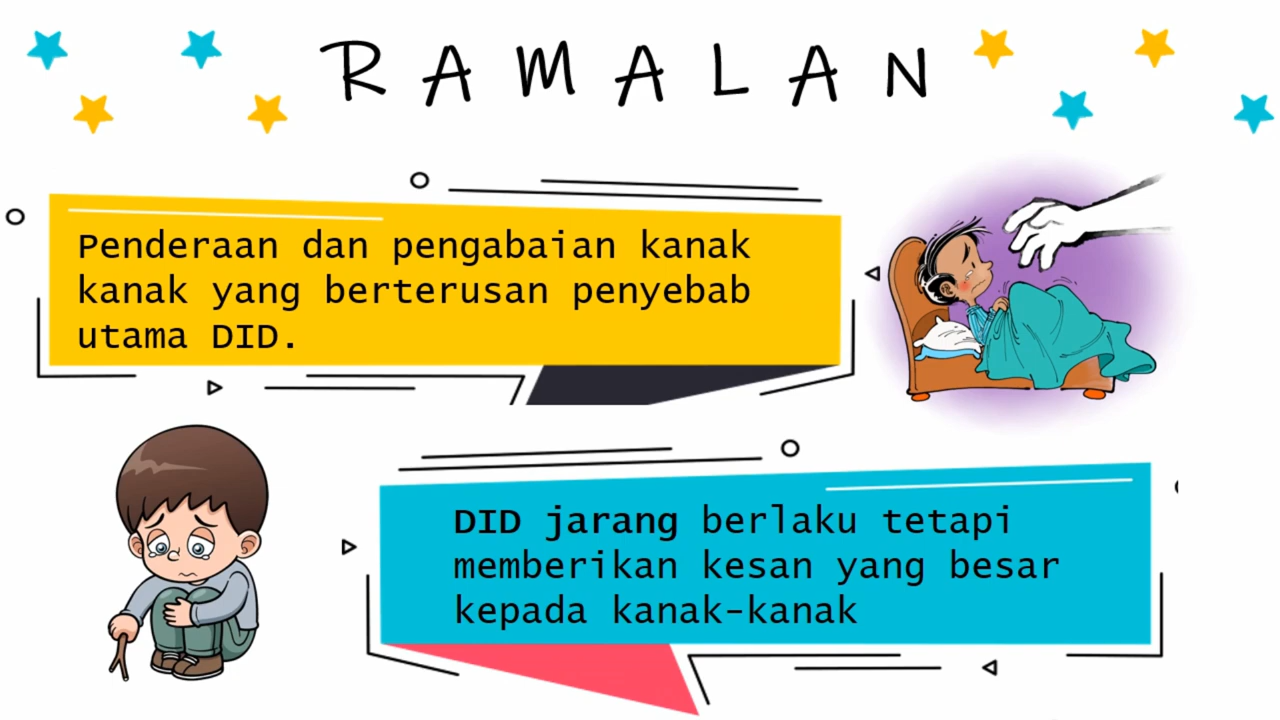 RAMALAN
Penderaan dan pengabaian kanak
kanak yang berterusan penyebab
utama DID.
DID jarang berlaku tetapi
memberikan kesan yang besar
kepada kanak-kanak